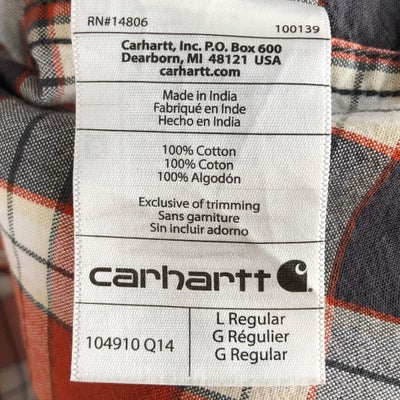 RN#14806 100139
Carhartt, Inc. P.O. Box 600
Dearborn, MI 48121 USA
carhartt.com
Made in India
Fabriqué en Inde
Hecho en India
100% Cotton
100% Coton
100% Algodón
Exclusive of trimming
Sans garniture
Sin incluir adorno
carhartt
104910 Q14
L Regular
G Régulier
G Regular